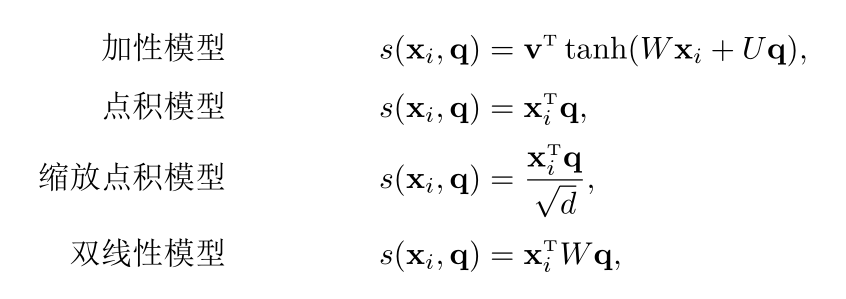 加性模型 s(𝐱ᵢ, 𝐪) = 𝐯ᵀ tanh(W𝐱ᵢ + U𝐪),
点积模型 s(𝐱ᵢ, 𝐪) = 𝐱ᵢᵀ𝐪,
缩放点积模型 s(𝐱ᵢ, 𝐪) = 𝐱ᵢᵀ𝐪 / √d,
双线性模型 s(𝐱ᵢ, 𝐪) = 𝐱ᵢᵀW𝐪,